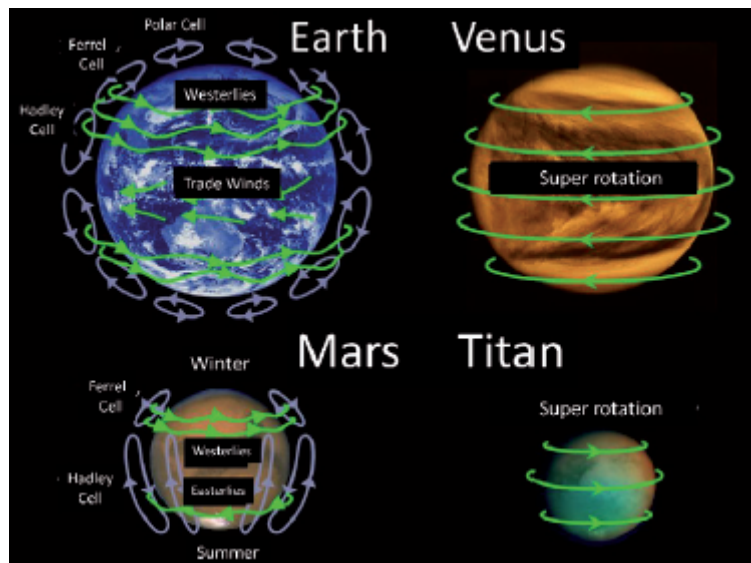 Polar Cell
Earth
Venus
Ferrel
Cell
Westerlies
Hadley
Cell
Trade Winds
Super rotation
Mars
Titan
Winter
Ferrel
Cell
Super rotation
Westerlies
Hadley
Cell
Easterlies
Summer